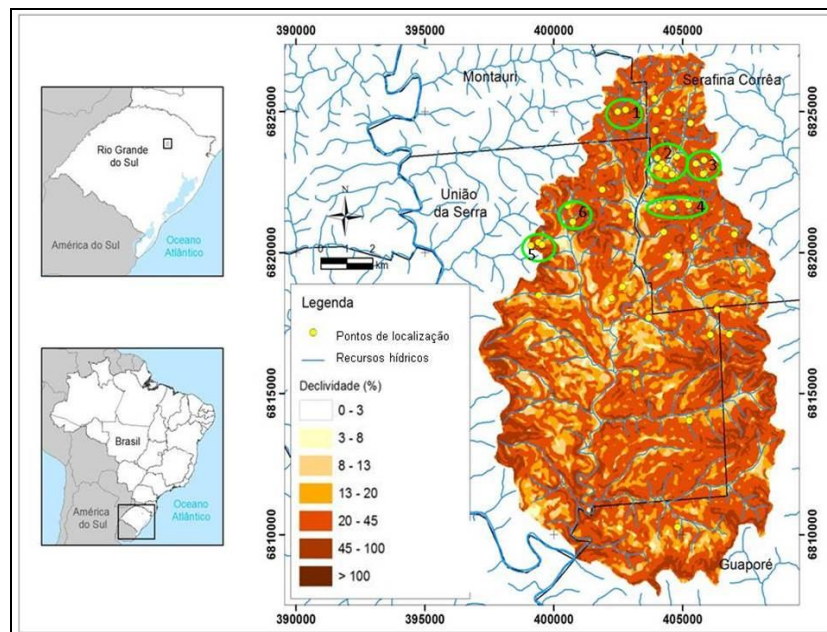 390000 395000 400000 405000
Montauri
Serafina Corrêa
União
da Serra
N
0 1 2
km
1
2
3
4
5
6
6825000
6820000
6815000
6810000
6825000
6820000
6815000
6810000
Legenda
Pontos de localização
Recursos hídricos
Declividade (%)
0 - 3
3 - 8
8 - 13
13 - 20
20 - 45
45 - 100
> 100
Guaporé
390000 395000 400000 405000
Rio Grande
do Sul
América do Sul
Oceano
Atlântico
Brasil
América
do Sul
Oceano
Atlântico